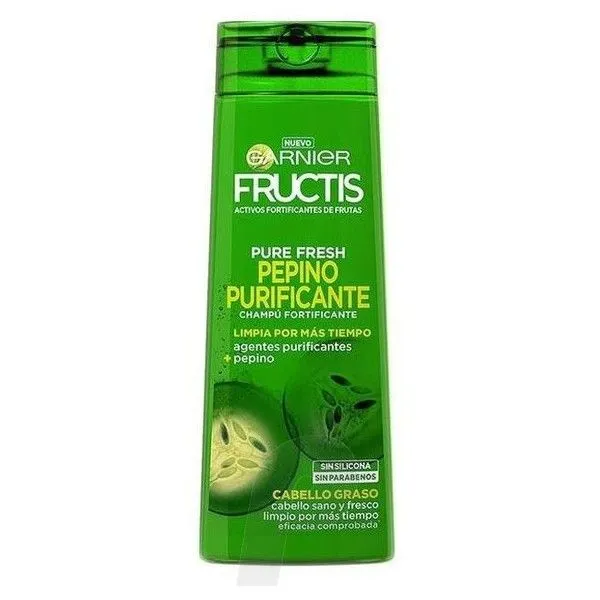 NUEVO
GARNIER
FRUCTIS
ACTIVOS FORTIFICANTES DE FRUTAS
PURE FRESH
PEPINO
PURIFICANTE
CHAMPÚ FORTIFICANTE
LIMPIA POR MÁS TIEMPO
agentes purificantes
+ pepino
SIN SILICONA
SIN PARABENOS
CABELLO GRASO
cabello sano y fresco
limpio por más tiempo
eficacia comprobada*